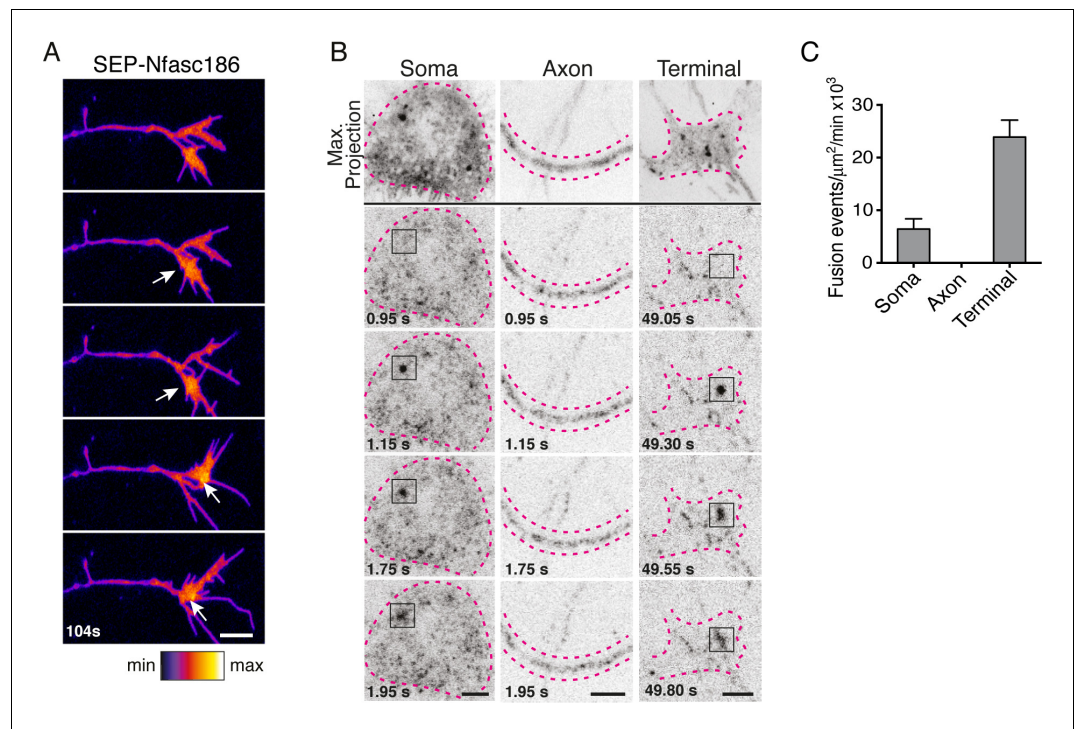 A
SEP-Nfasc186
104s
min
max
B
Soma
Axon
Terminal
Max.
Projection
0.95 s
0.95 s
49.05 s
1.15 s
1.15 s
49.30 s
1.75 s
1.75 s
49.55 s
1.95 s
1.95 s
49.80 s
C
Fusion events/µm²/min x10³
30
20
10
0
Soma
Axon
Terminal